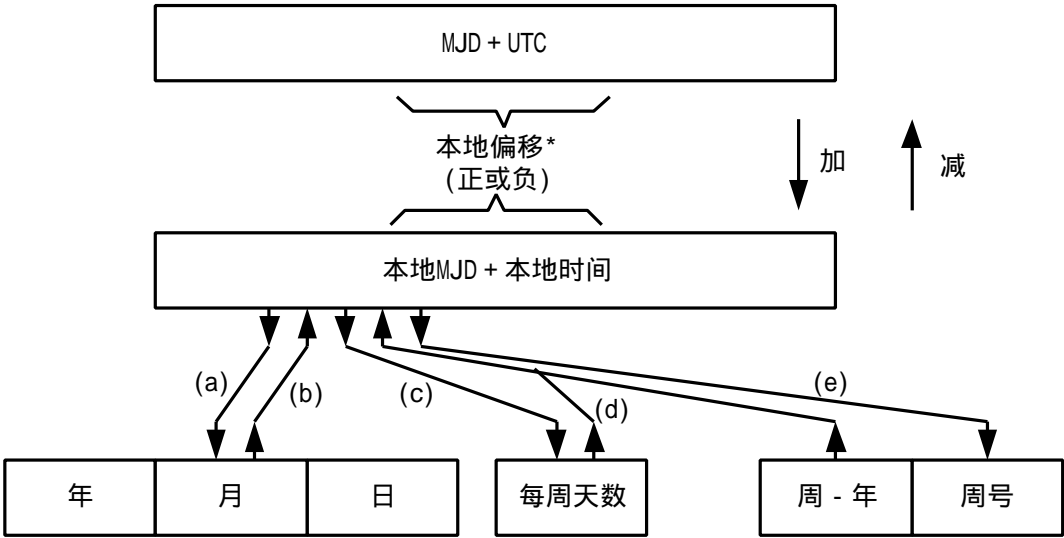 MJD + UTC
本地偏移*
(正或负)
加
减
本地MJD + 本地时间
(a)
(b)
(c)
(d)
(e)
年
月
日
每周天数
周 - 年
周号